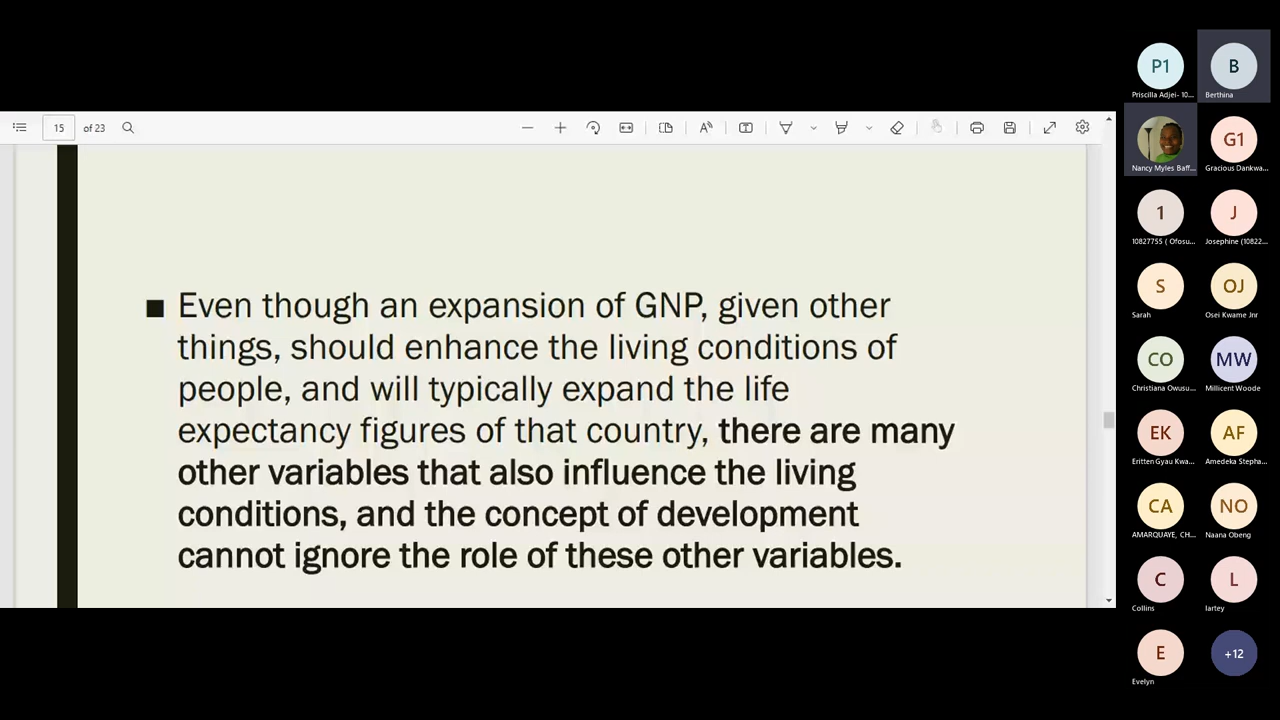 15 of 23
■ Even though an expansion of GNP, given other
things, should enhance the living conditions of
people, and will typically expand the life
expectancy figures of that country, there are many
other variables that also influence the living
conditions, and the concept of development
cannot ignore the role of these other variables.
P1 B
Priscilla Adjei- 10... Berthina
G1
Nancy Myles Baff... Gracious Dankwa...
1 J
10827755 ( Ofosu... Josephine (10822...
S OJ
Sarah Osei Kwame Jnr
CO MW
Christiana Owusu... Millicent Woode
EK AF
Eritten Gyau Kwa... Amedeka Stepha...
CA NO
AMARQUAYE, CH... Naana Obeng
C L
Collins lartey
E +12
Evelyn